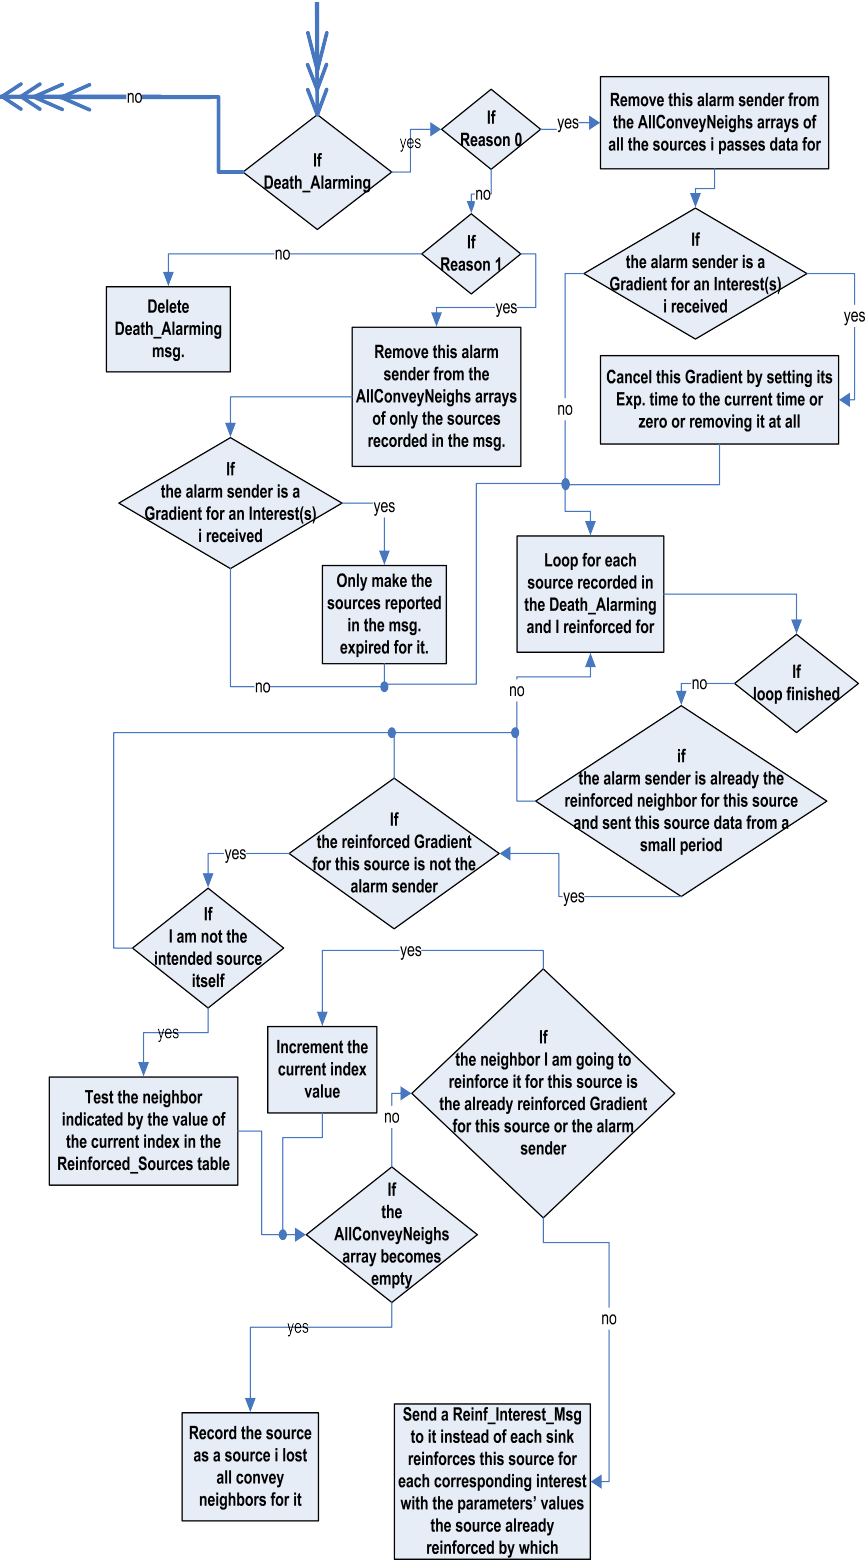 no
If
Death_Alarming
yes
If
Reason 0
yes
Remove this alarm sender from
the AllConveyNeighs arrays of
all the sources i passes data for
no
If
Reason 1
no
yes
Delete
Death_Alarming
msg.
If
the alarm sender is a
Gradient for an Interest(s)
i received
yes
no
Remove this alarm
sender from the
AllConveyNeighs arrays
of only the sources
recorded in the msg.
Cancel this Gradient by setting its
Exp. time to the current time or
zero or removing it at all
If
the alarm sender is a
Gradient for an Interest(s)
i received
yes
no
Only make the
sources reported
in the msg.
expired for it.
Loop for each
source recorded in
the Death_Alarming
and I reinforced for
If
loop finished
no
no
if
the alarm sender is already the
reinforced neighbor for this source
and sent this source data from a
small period
yes
If
the reinforced Gradient
for this source is not the
alarm sender
yes
If
I am not the
intended source
itself
yes
Test the neighbor
indicated by the value of
the current index in the
Reinforced_Sources table
yes
Increment the
current index
value
If
the neighbor I am going to
reinforce it for this source is
the already reinforced Gradient
for this source or the alarm
sender
no
If
the
AllConveyNeighs
array becomes
empty
yes
no
Record the source
as a source i lost
all convey
neighbors for it
Send a Reinf_Interest_Msg
to it instead of each sink
reinforces this source for
each corresponding interest
with the parameters’ values
the source already
reinforced by which